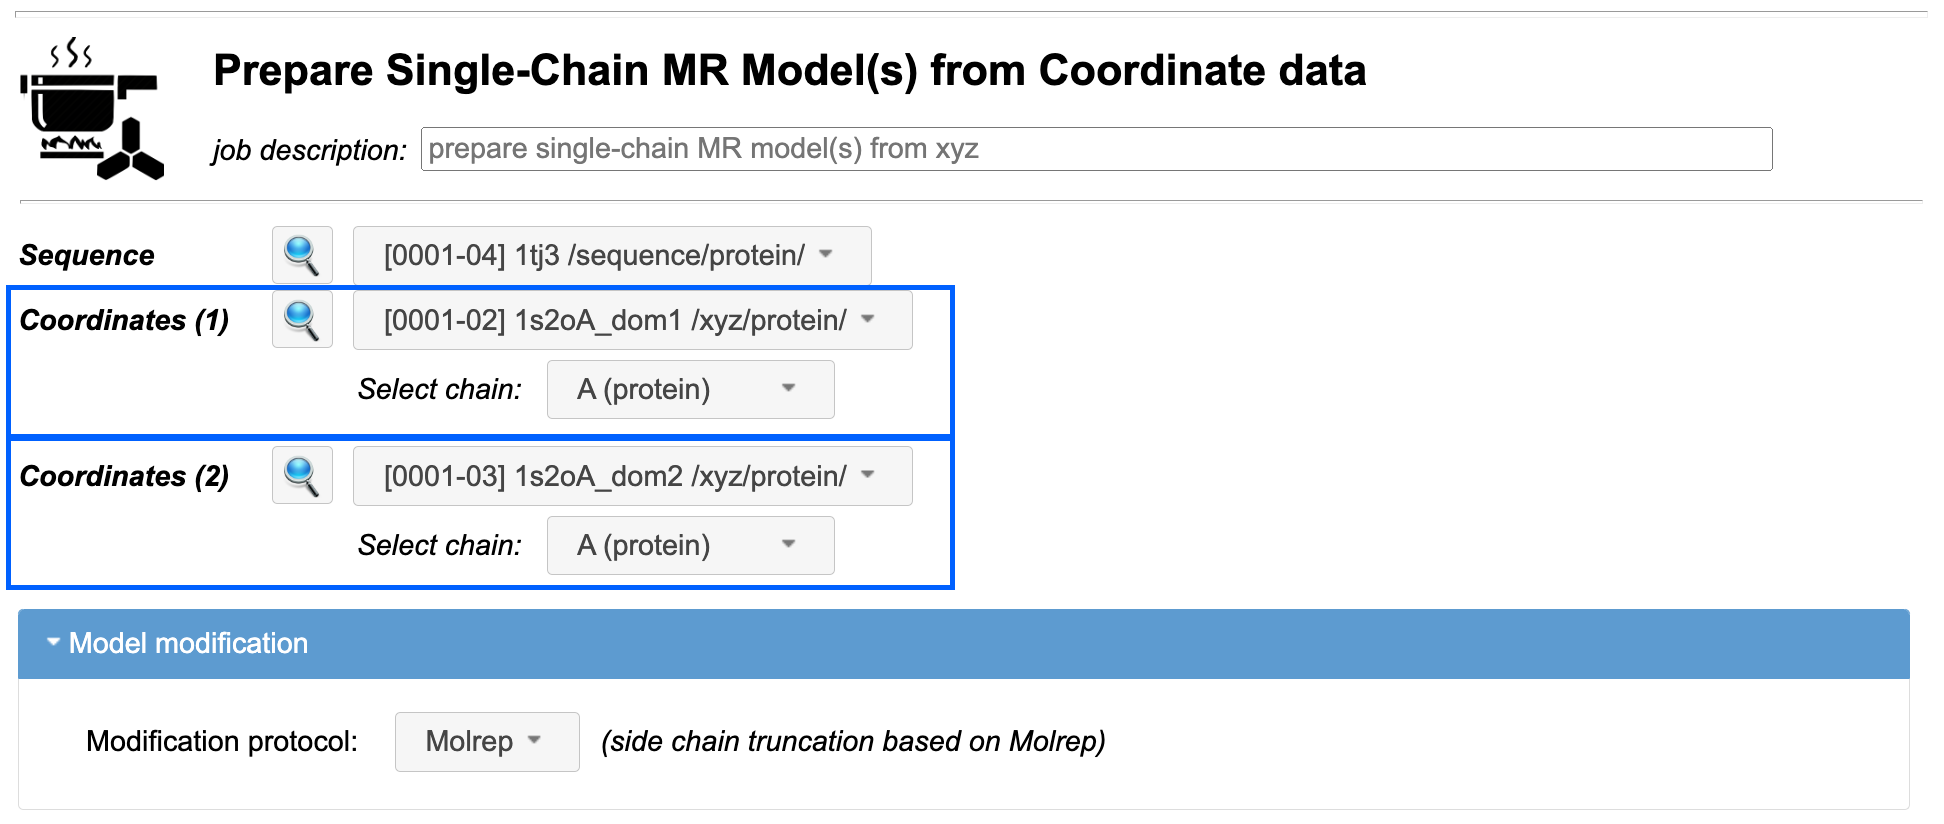 Prepare Single-Chain MR Model(s) from Coordinate data
job description: prepare single-chain MR model(s) from xyz
Sequence [0001-04] 1tj3 /sequence/protein/
Coordinates (1) [0001-02] 1s2oA_dom1 /xyz/protein/
Select chain: A (protein)
Coordinates (2) [0001-03] 1s2oA_dom2 /xyz/protein/
Select chain: A (protein)
Model modification
Modification protocol: Molrep (side chain truncation based on Molrep)